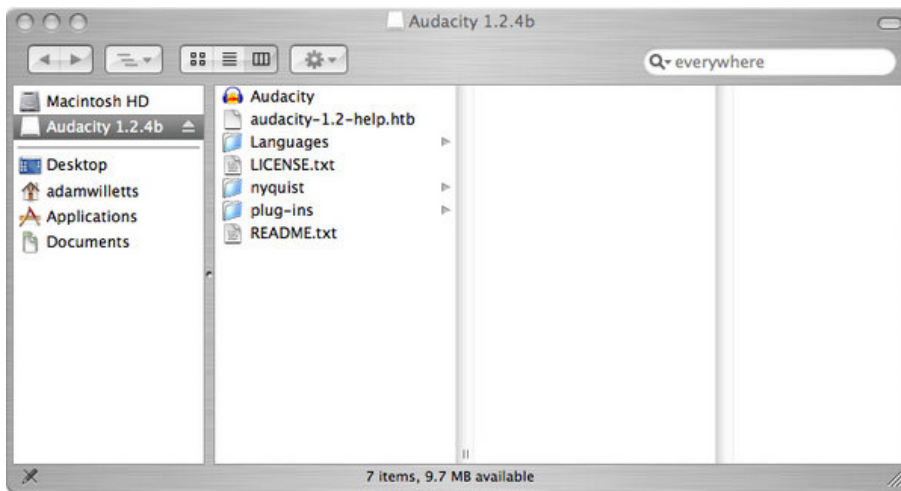 Audacity 1.2.4b
everywhere
Macintosh HD
Audacity 1.2.4b
Desktop
adamwilletts
Applications
Documents
Audacity
audacity-1.2-help.htb
Languages
LICENSE.txt
nyquist
plug-ins
README.txt
7 items, 9.7 MB available